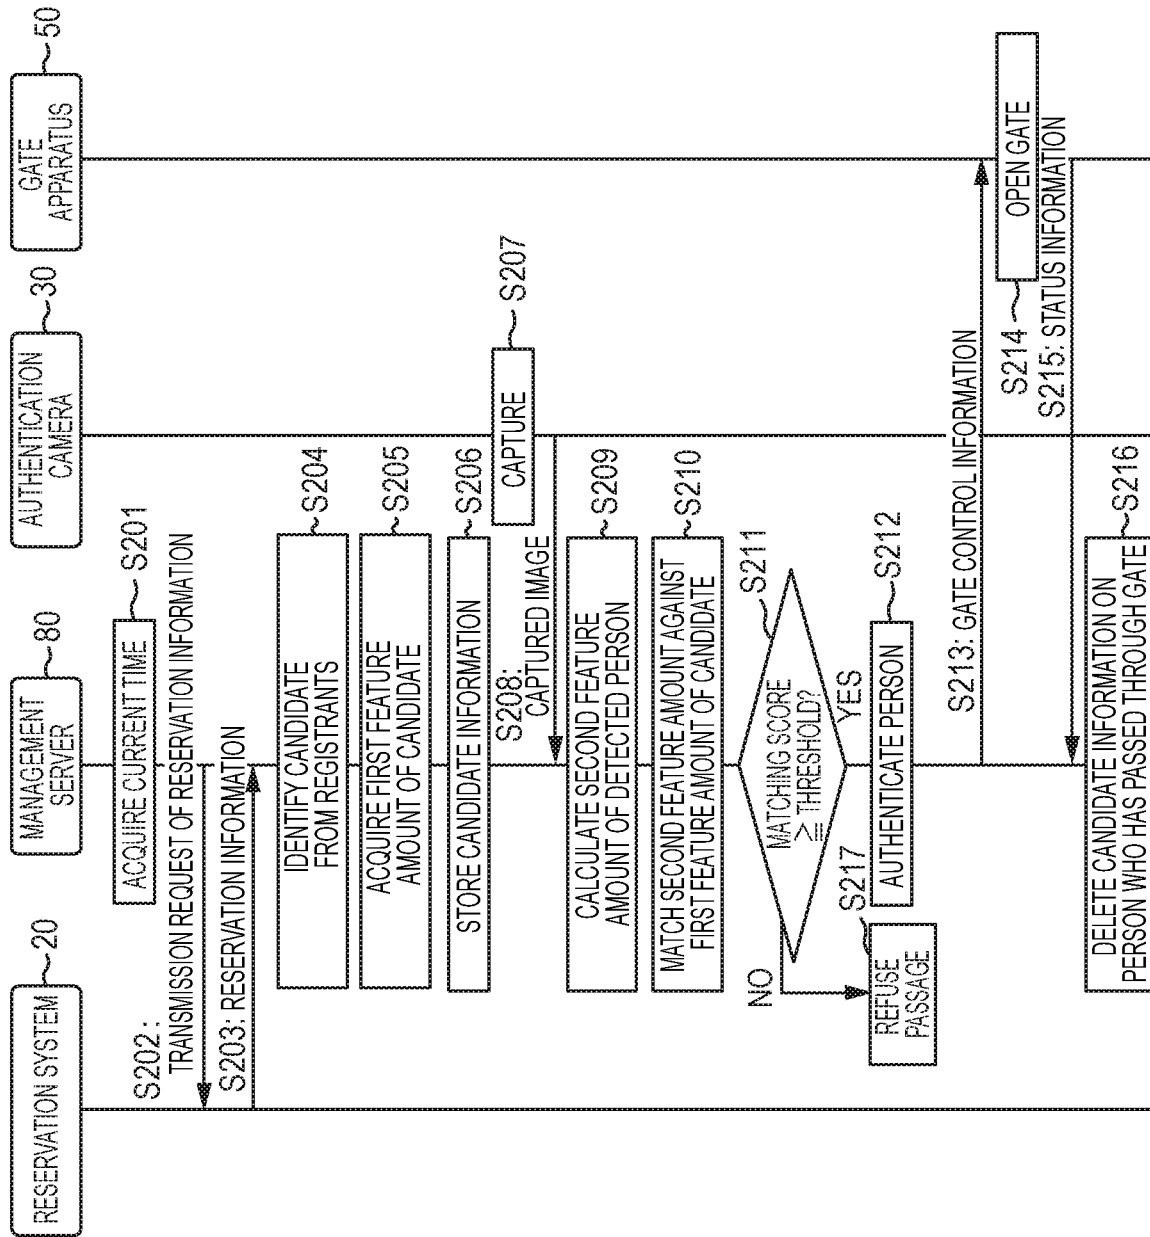 RESERVATION SYSTEM
20
MANAGEMENT
SERVER
80
AUTHENTICATION
CAMERA
30
GATE
APPARATUS
50
ACQUIRE CURRENT TIME
S201
S202 :
TRANSMISSION REQUEST OF RESERVATION INFORMATION
S203: RESERVATION INFORMATION
IDENTIFY CANDIDATE
FROM REGISTRANTS
S204
ACQUIRE FIRST FEATURE
AMOUNT OF CANDIDATE
S205
STORE CANDIDATE INFORMATION
S206
CAPTURE
S207
S208:
CAPTURED IMAGE
CALCULATE SECOND FEATURE
AMOUNT OF DETECTED PERSON
S209
MATCH SECOND FEATURE AMOUNT AGAINST
FIRST FEATURE AMOUNT OF CANDIDATE
S210
MATCHING SCORE
≧ THRESHOLD?
S211
NO
YES
S217
REFUSE
PASSAGE
AUTHENTICATE PERSON
S212
S213: GATE CONTROL INFORMATION
OPEN GATE
S214
S215: STATUS INFORMATION
DELETE CANDIDATE INFORMATION ON
PERSON WHO HAS PASSED THROUGH GATE
S216